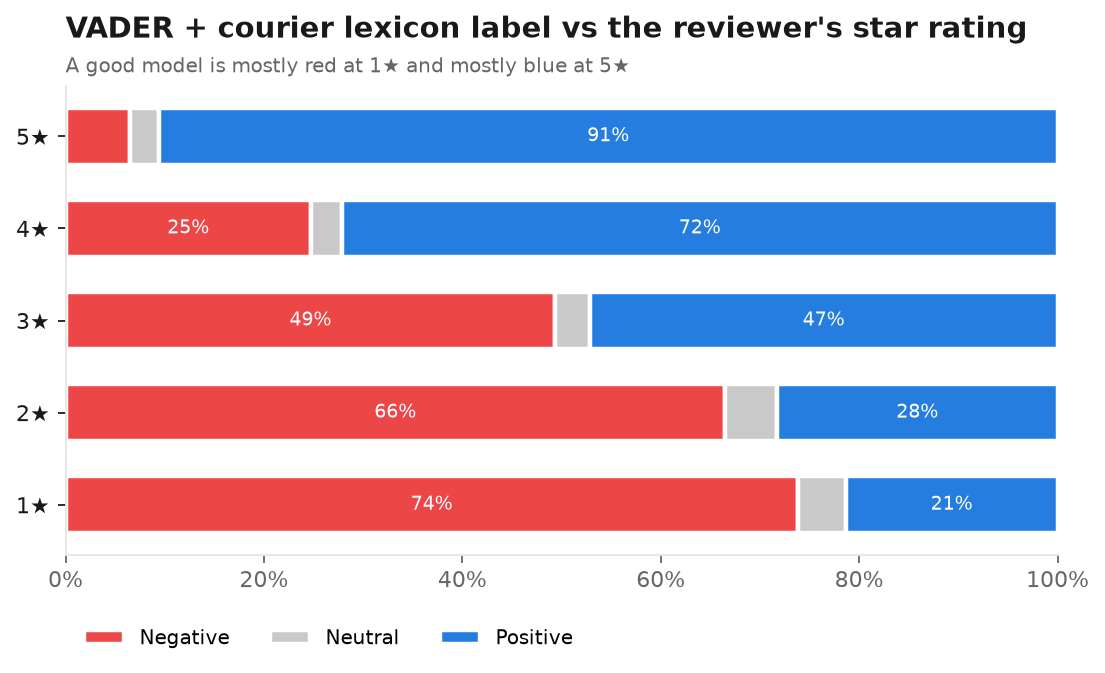 VADER + courier lexicon label vs the reviewer's star rating
A good model is mostly red at 1★ and mostly blue at 5★
5★ 91%
4★ 25% 72%
3★ 49% 47%
2★ 66% 28%
1★ 74% 21%
0% 20% 40% 60% 80% 100%
Negative Neutral Positive